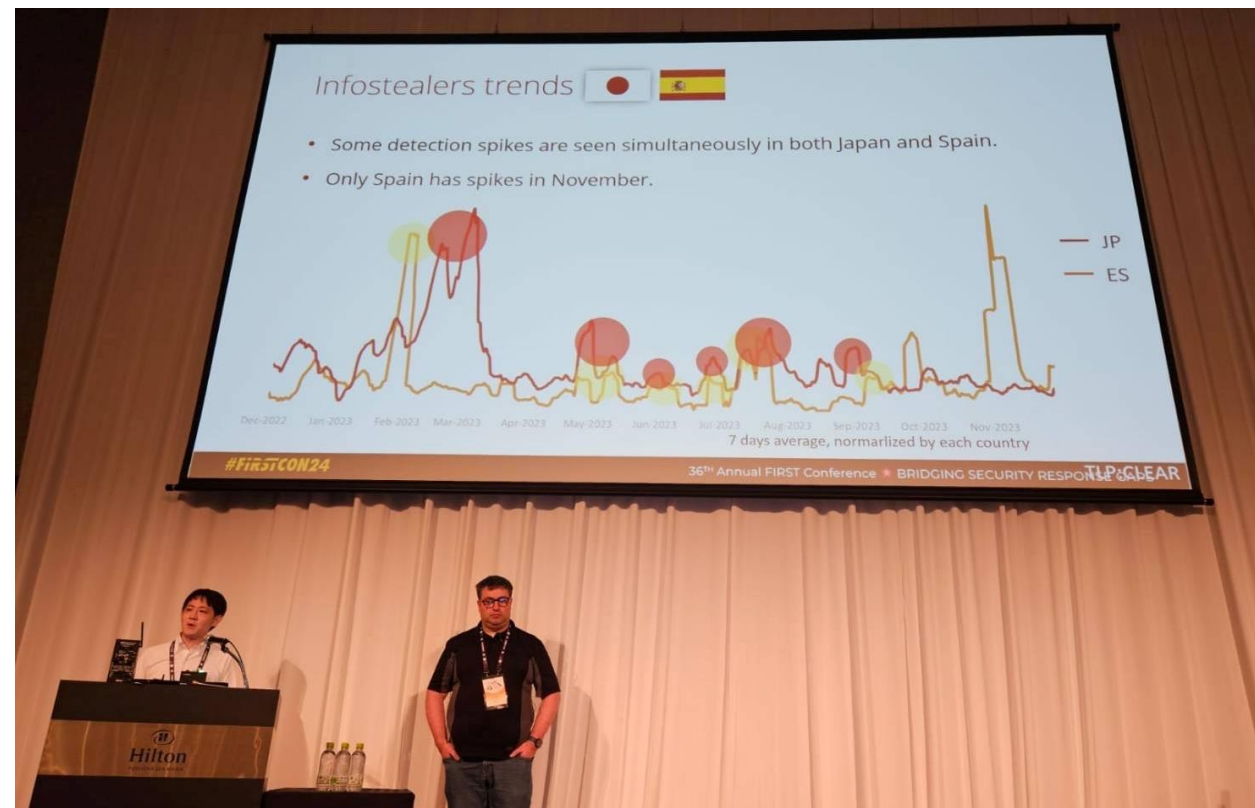 Infostealers trends
• Some detection spikes are seen simultaneously in both Japan and Spain.
• Only Spain has spikes in November.
JP
ES
Dec-2022 Jan-2023 Feb-2023 Mar-2023 Apr-2023 May-2023 Jun-2023 Jul-2023 Aug-2023 Sep-2023 Oct-2023 Nov-2023
7 days average, normarlized by each country
#FIRSTCON24
36TH Annual FIRST Conference BRIDGING SECURITY RESPONSE GAPS
TLP:CLEAR
Hilton